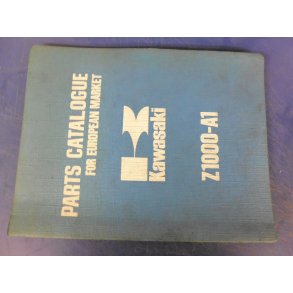 PARTS CATALOGUE
FOR EUROPEAN MARKET
Kawasaki
Z1000-A1